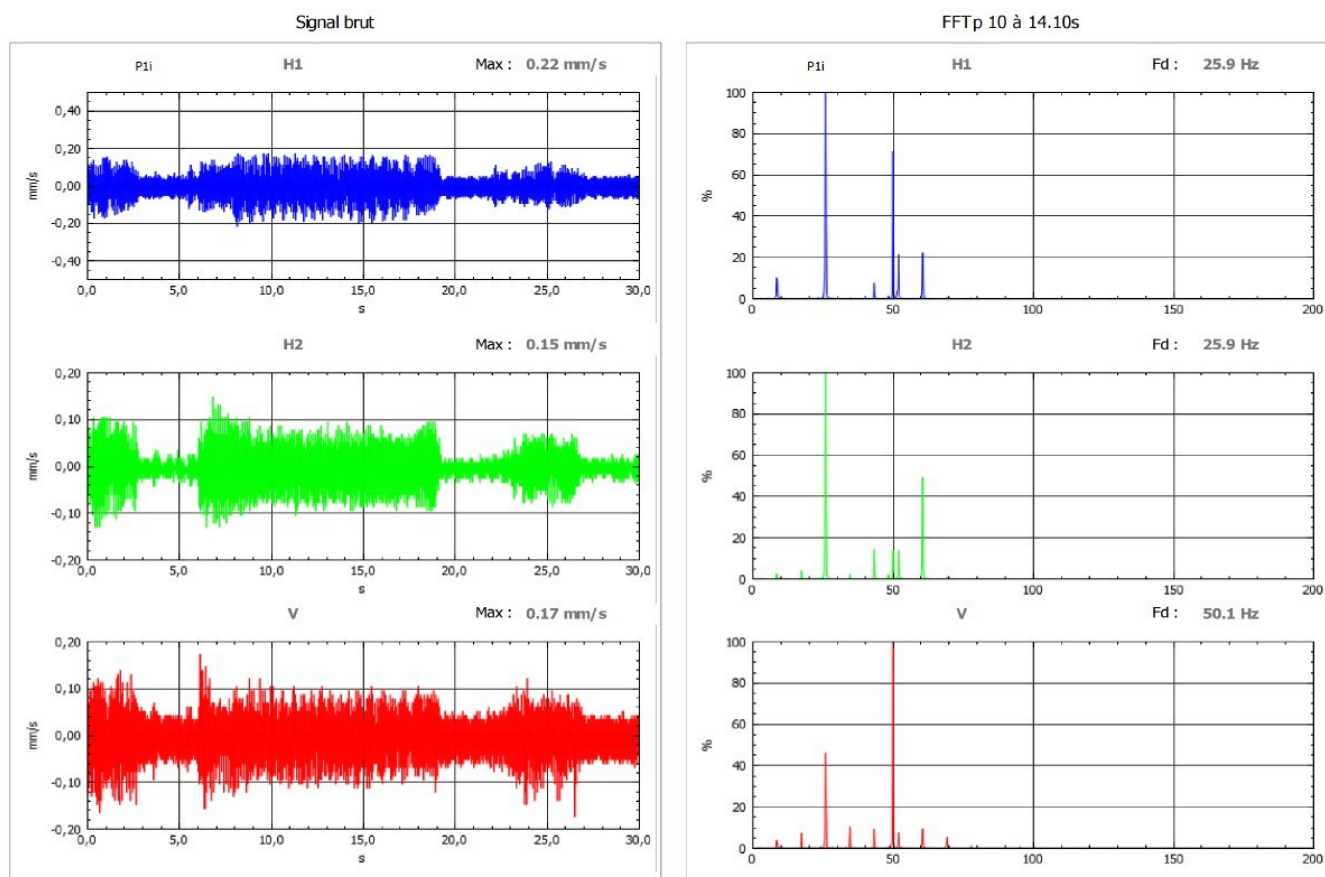 Signal brut
FFTp 10 à 14.10s
P1i H1 Max : 0.22 mm/s
0,40
0,20
0,00
-0,20
-0,40
mm/s
0,0 5,0 10,0 15,0 20,0 25,0 30,0
s
H2 Max : 0.15 mm/s
0,20
0,10
0,00
-0,10
-0,20
mm/s
0,0 5,0 10,0 15,0 20,0 25,0 30,0
s
V Max : 0.17 mm/s
0,20
0,10
0,00
-0,10
-0,20
mm/s
0,0 5,0 10,0 15,0 20,0 25,0 30,0
s
P1i H1 Fd : 25.9 Hz
100
80
60
40
20
0
%
0 50 100 150 200
H2 Fd : 25.9 Hz
100
80
60
40
20
0
%
0 50 100 150 200
V Fd : 50.1 Hz
100
80
60
40
20
0
%
0 50 100 150 200